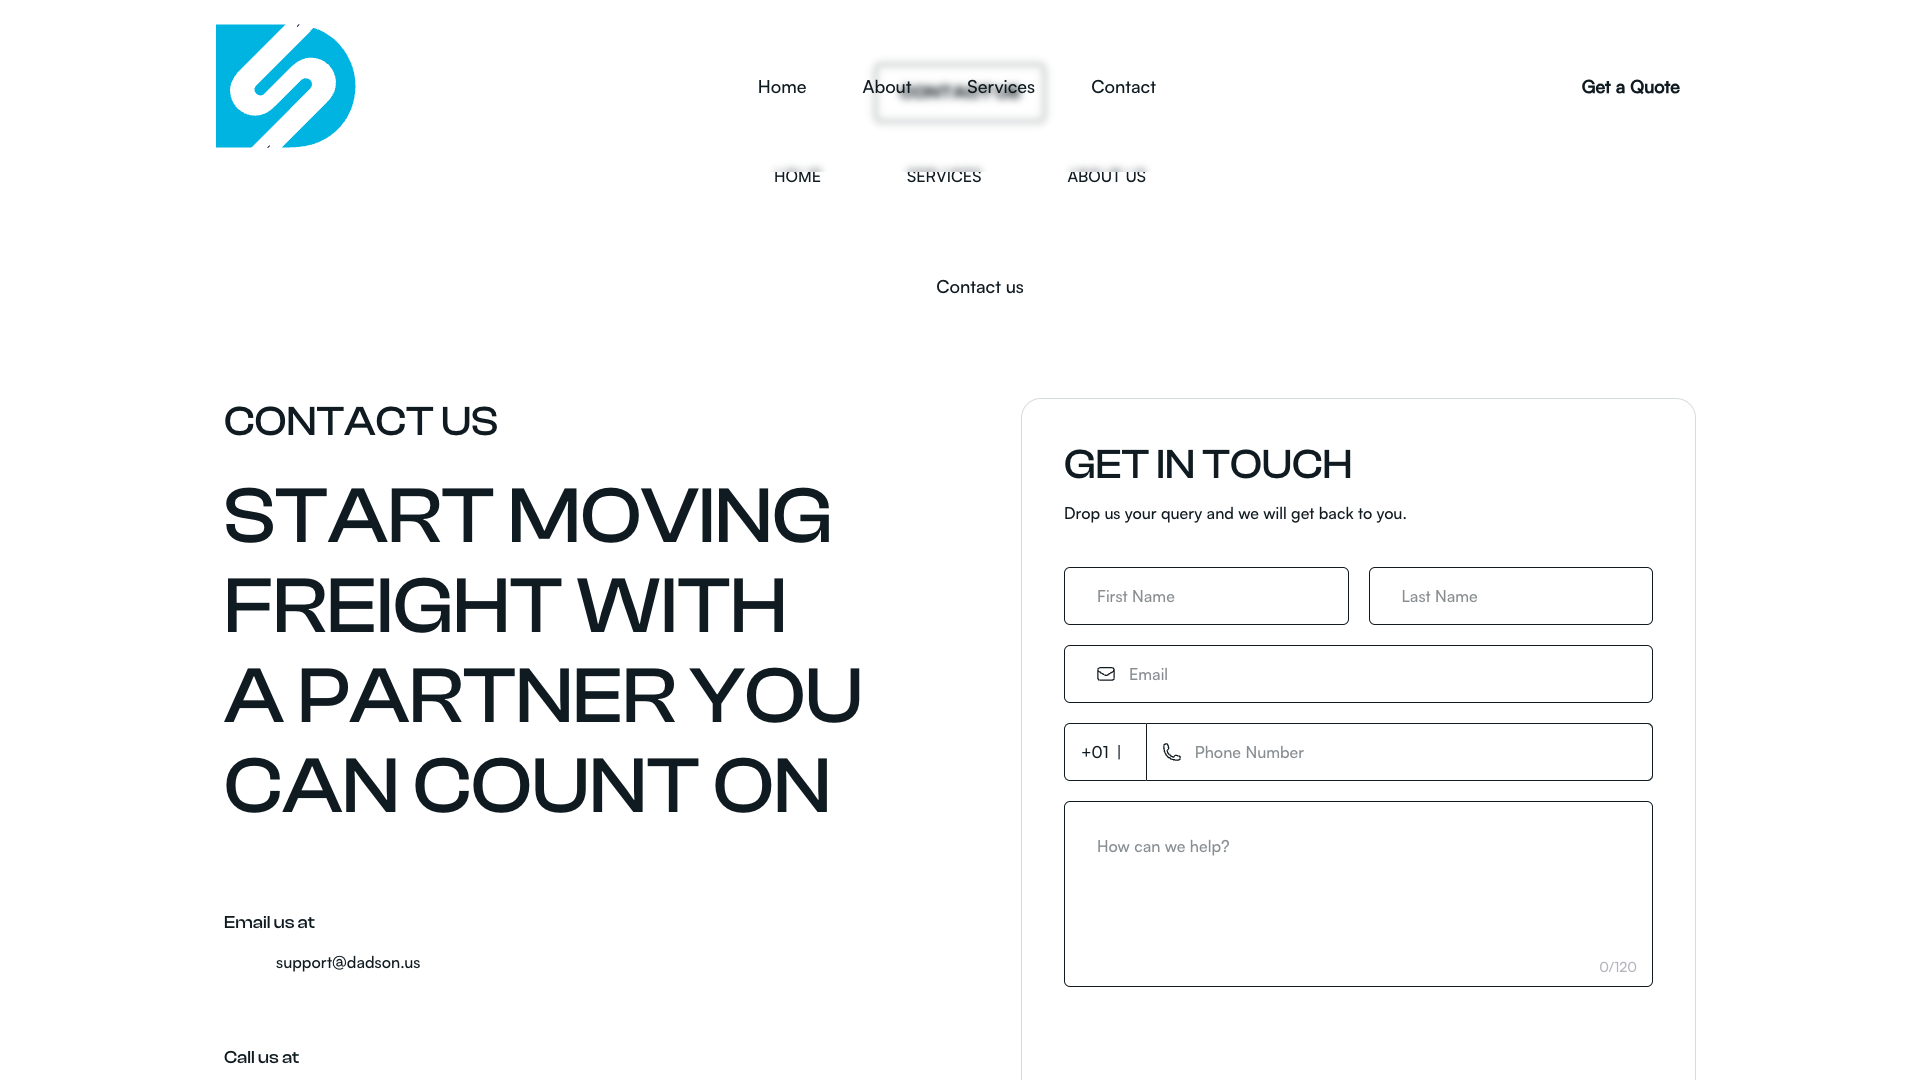 Home About Services Contact Get a Quote
HOME SERVICES ABOUT US
Contact us
CONTACT US
START MOVING
FREIGHT WITH
A PARTNER YOU
CAN COUNT ON
Email us at
support@dadson.us
Call us at
GET IN TOUCH
Drop us your query and we will get back to you.
First Name Last Name
Email
+01 | Phone Number
How can we help?
0/120